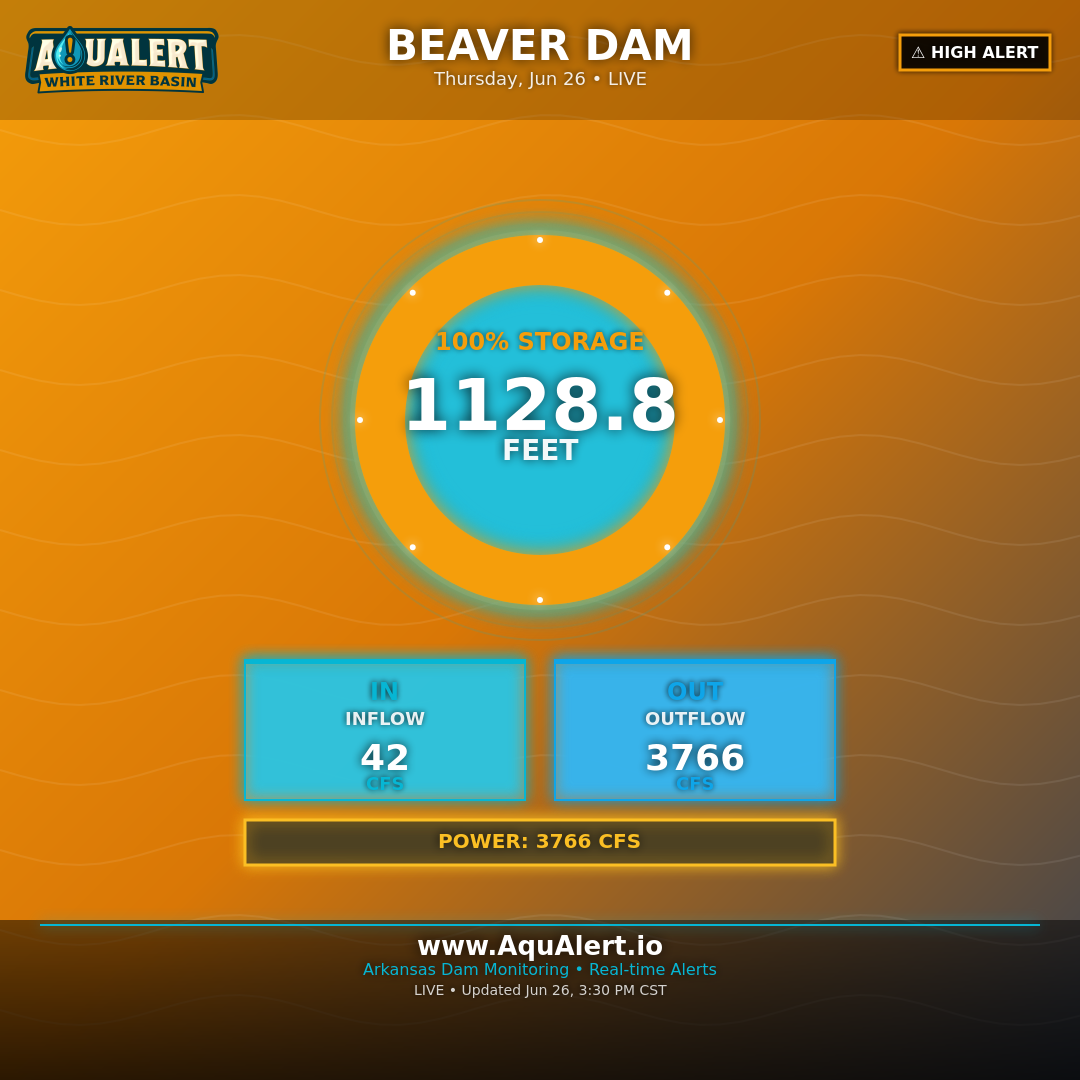 AQUALERT
WHITE RIVER BASIN
BEAVER DAM
Thursday, Jun 26 • LIVE
⚠ HIGH ALERT
100% STORAGE
1128.8
FEET
IN
INFLOW
42
CFS
OUT
OUTFLOW
3766
CFS
POWER: 3766 CFS
www.AquAlert.io
Arkansas Dam Monitoring • Real-time Alerts
LIVE • Updated Jun 26, 3:30 PM CST